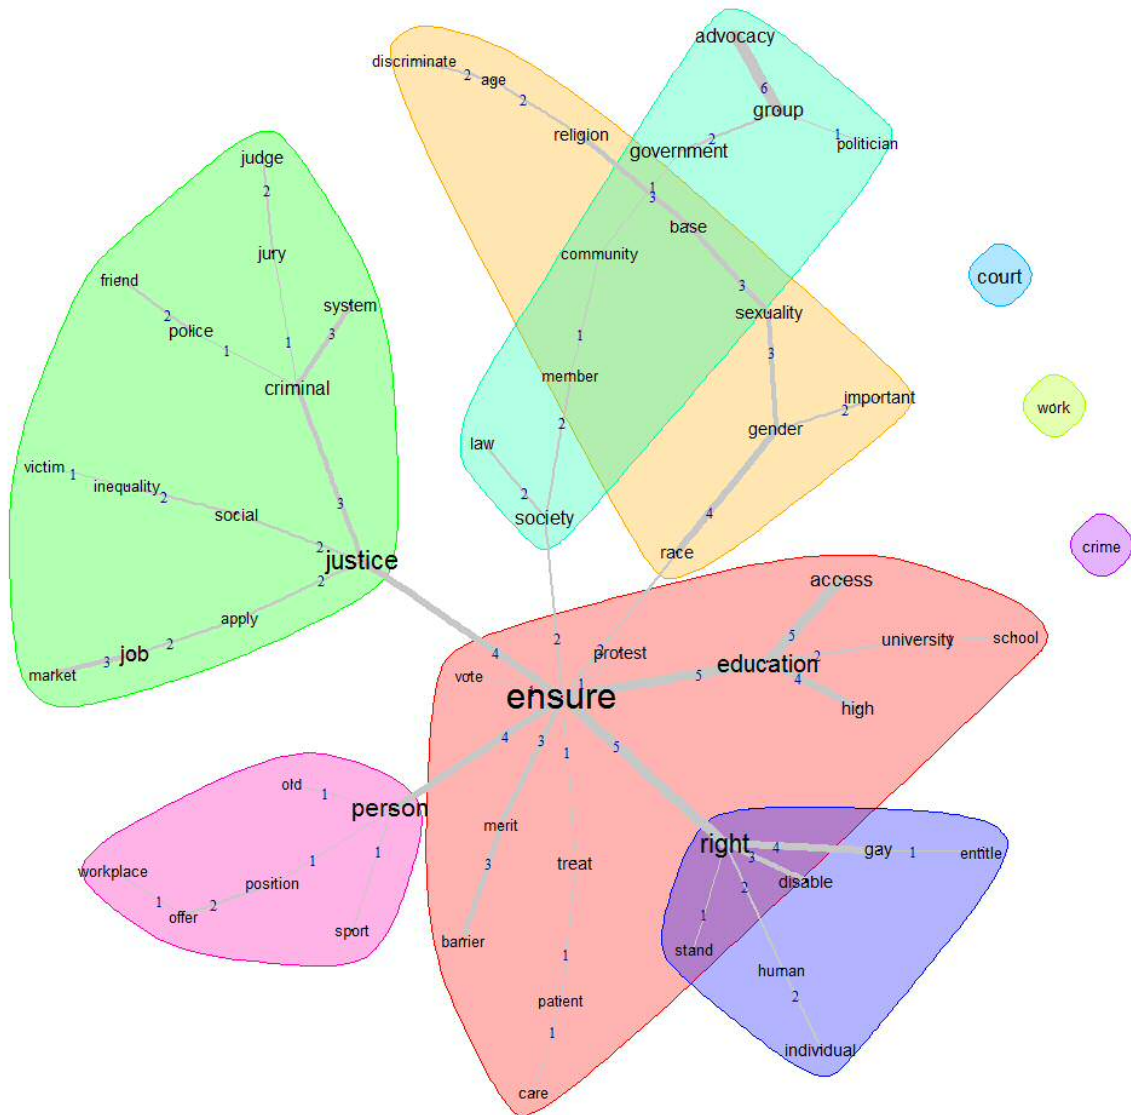 advocacy
discriminate
2
age
6
group
2
religion
2
government
1
politician
judge
2
1
3
base
jury
community
court
friend
system
3
2
police
3
sexuality
1
1
1
3
criminal
member
important
2
work
gender
2
law
victim
1
inequality
2
3
2
4
social
society
crime
2
justice
race
2
access
apply
5
job
2
2
2
protest
university
school
market
3
4
vote
education
2
5
4
1
ensure
high
4
3
1
5
old
1
person
merit
right
4
gay
1
entitle
3
workplace
1
position
1
3
treat
2
disable
1
offer
2
sport
barrier
1
stand
1
human
patient
2
1
individual
care